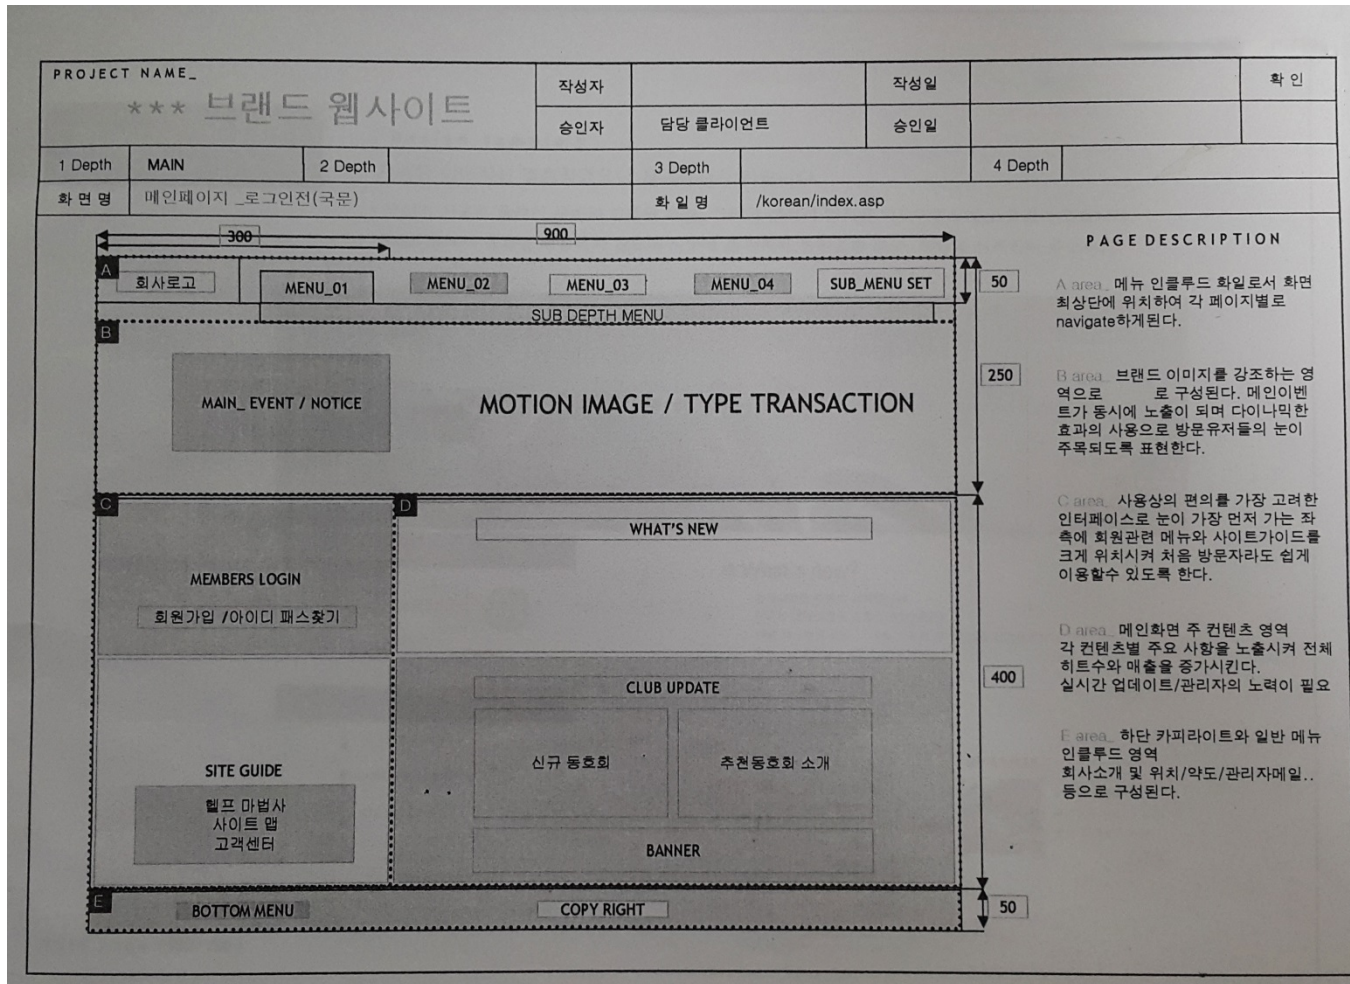 PROJECT NAME_
*** 브랜드 웹사이트
작성자
작성일
확 인
승인자
담당 클라이언트
승인일
1 Depth
MAIN
2 Depth
3 Depth
4 Depth
화 면 명
메인페이지 _로그인전(국문)
화 일 명
/korean/index.asp
300
900
A
회사로고
MENU_01
MENU_02
MENU_03
MENU_04
SUB_MENU SET
50
SUB DEPTH MENU
B
MAIN_ EVENT / NOTICE
MOTION IMAGE / TYPE TRANSACTION
250
C
MEMBERS LOGIN
회원가입 /아이디 패스찾기
SITE GUIDE
헬프 마법사
사이트 맵
고객센터
D
WHAT'S NEW
CLUB UPDATE
신규 동호회
추천동호회 소개
BANNER
400
E
BOTTOM MENU
COPY RIGHT
50
PAGE DESCRIPTION
A area_ 메뉴 인클루드 화일로서 화면
최상단에 위치하여 각 페이지별로
navigate하게된다.
B area_ 브랜드 이미지를 강조하는 영
역으로 로 구성된다. 메인이벤
트가 동시에 노출이 되며 다이나믹한
효과의 사용으로 방문유저들의 눈이
주목되도록 표현한다.
C area_ 사용상의 편의를 가장 고려한
인터페이스로 눈이 가장 먼저 가는 좌
측에 회원관련 메뉴와 사이트가이드를
크게 위치시켜 처음 방문자라도 쉽게
이용할수 있도록 한다.
D area_ 메인화면 주 컨텐츠 영역
각 컨텐츠별 주요 사항을 노출시켜 전체
히트수와 매출을 증가시킨다.
실시간 업데이트/관리자의 노력이 필요
E area_ 하단 카피라이트와 일반 메뉴
인클루드 영역
회사소개 및 위치/약도/관리자메일..
등으로 구성된다.